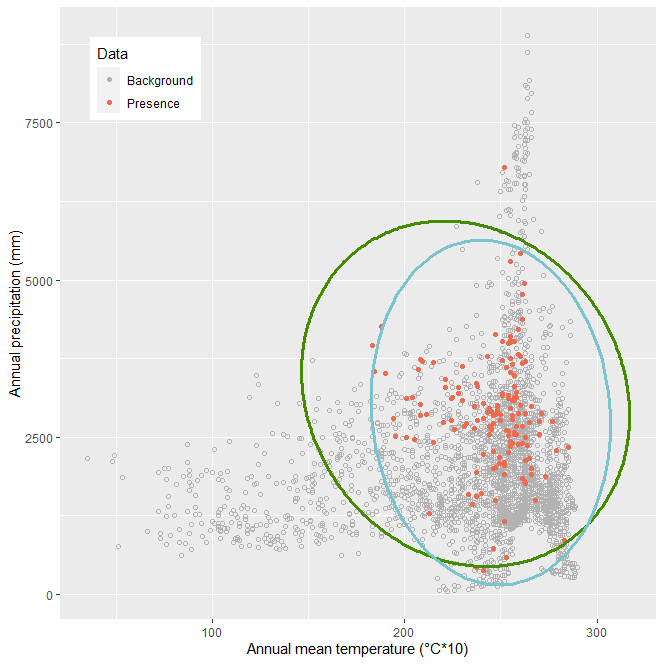 Data
Background
Presence
7500
5000
2500
0
Annual precipitation (mm)
100
200
300
Annual mean temperature (°C*10)